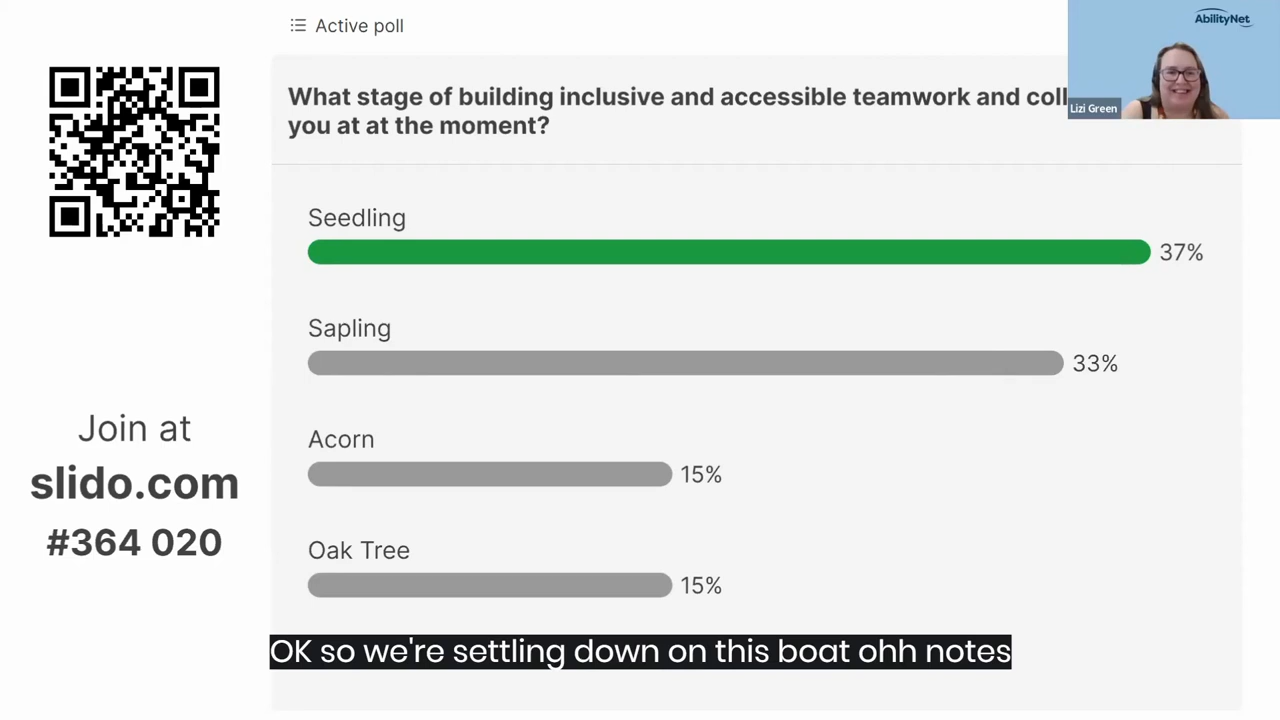 Active poll
AbilityNet
What stage of building inclusive and accessible teamwork and coll
you at at the moment?
Lizi Green
Seedling
37%
Sapling
33%
Acorn
15%
Oak Tree
15%
Join at
slido.com
#364 020
OK so we're settling down on this boat ohh notes